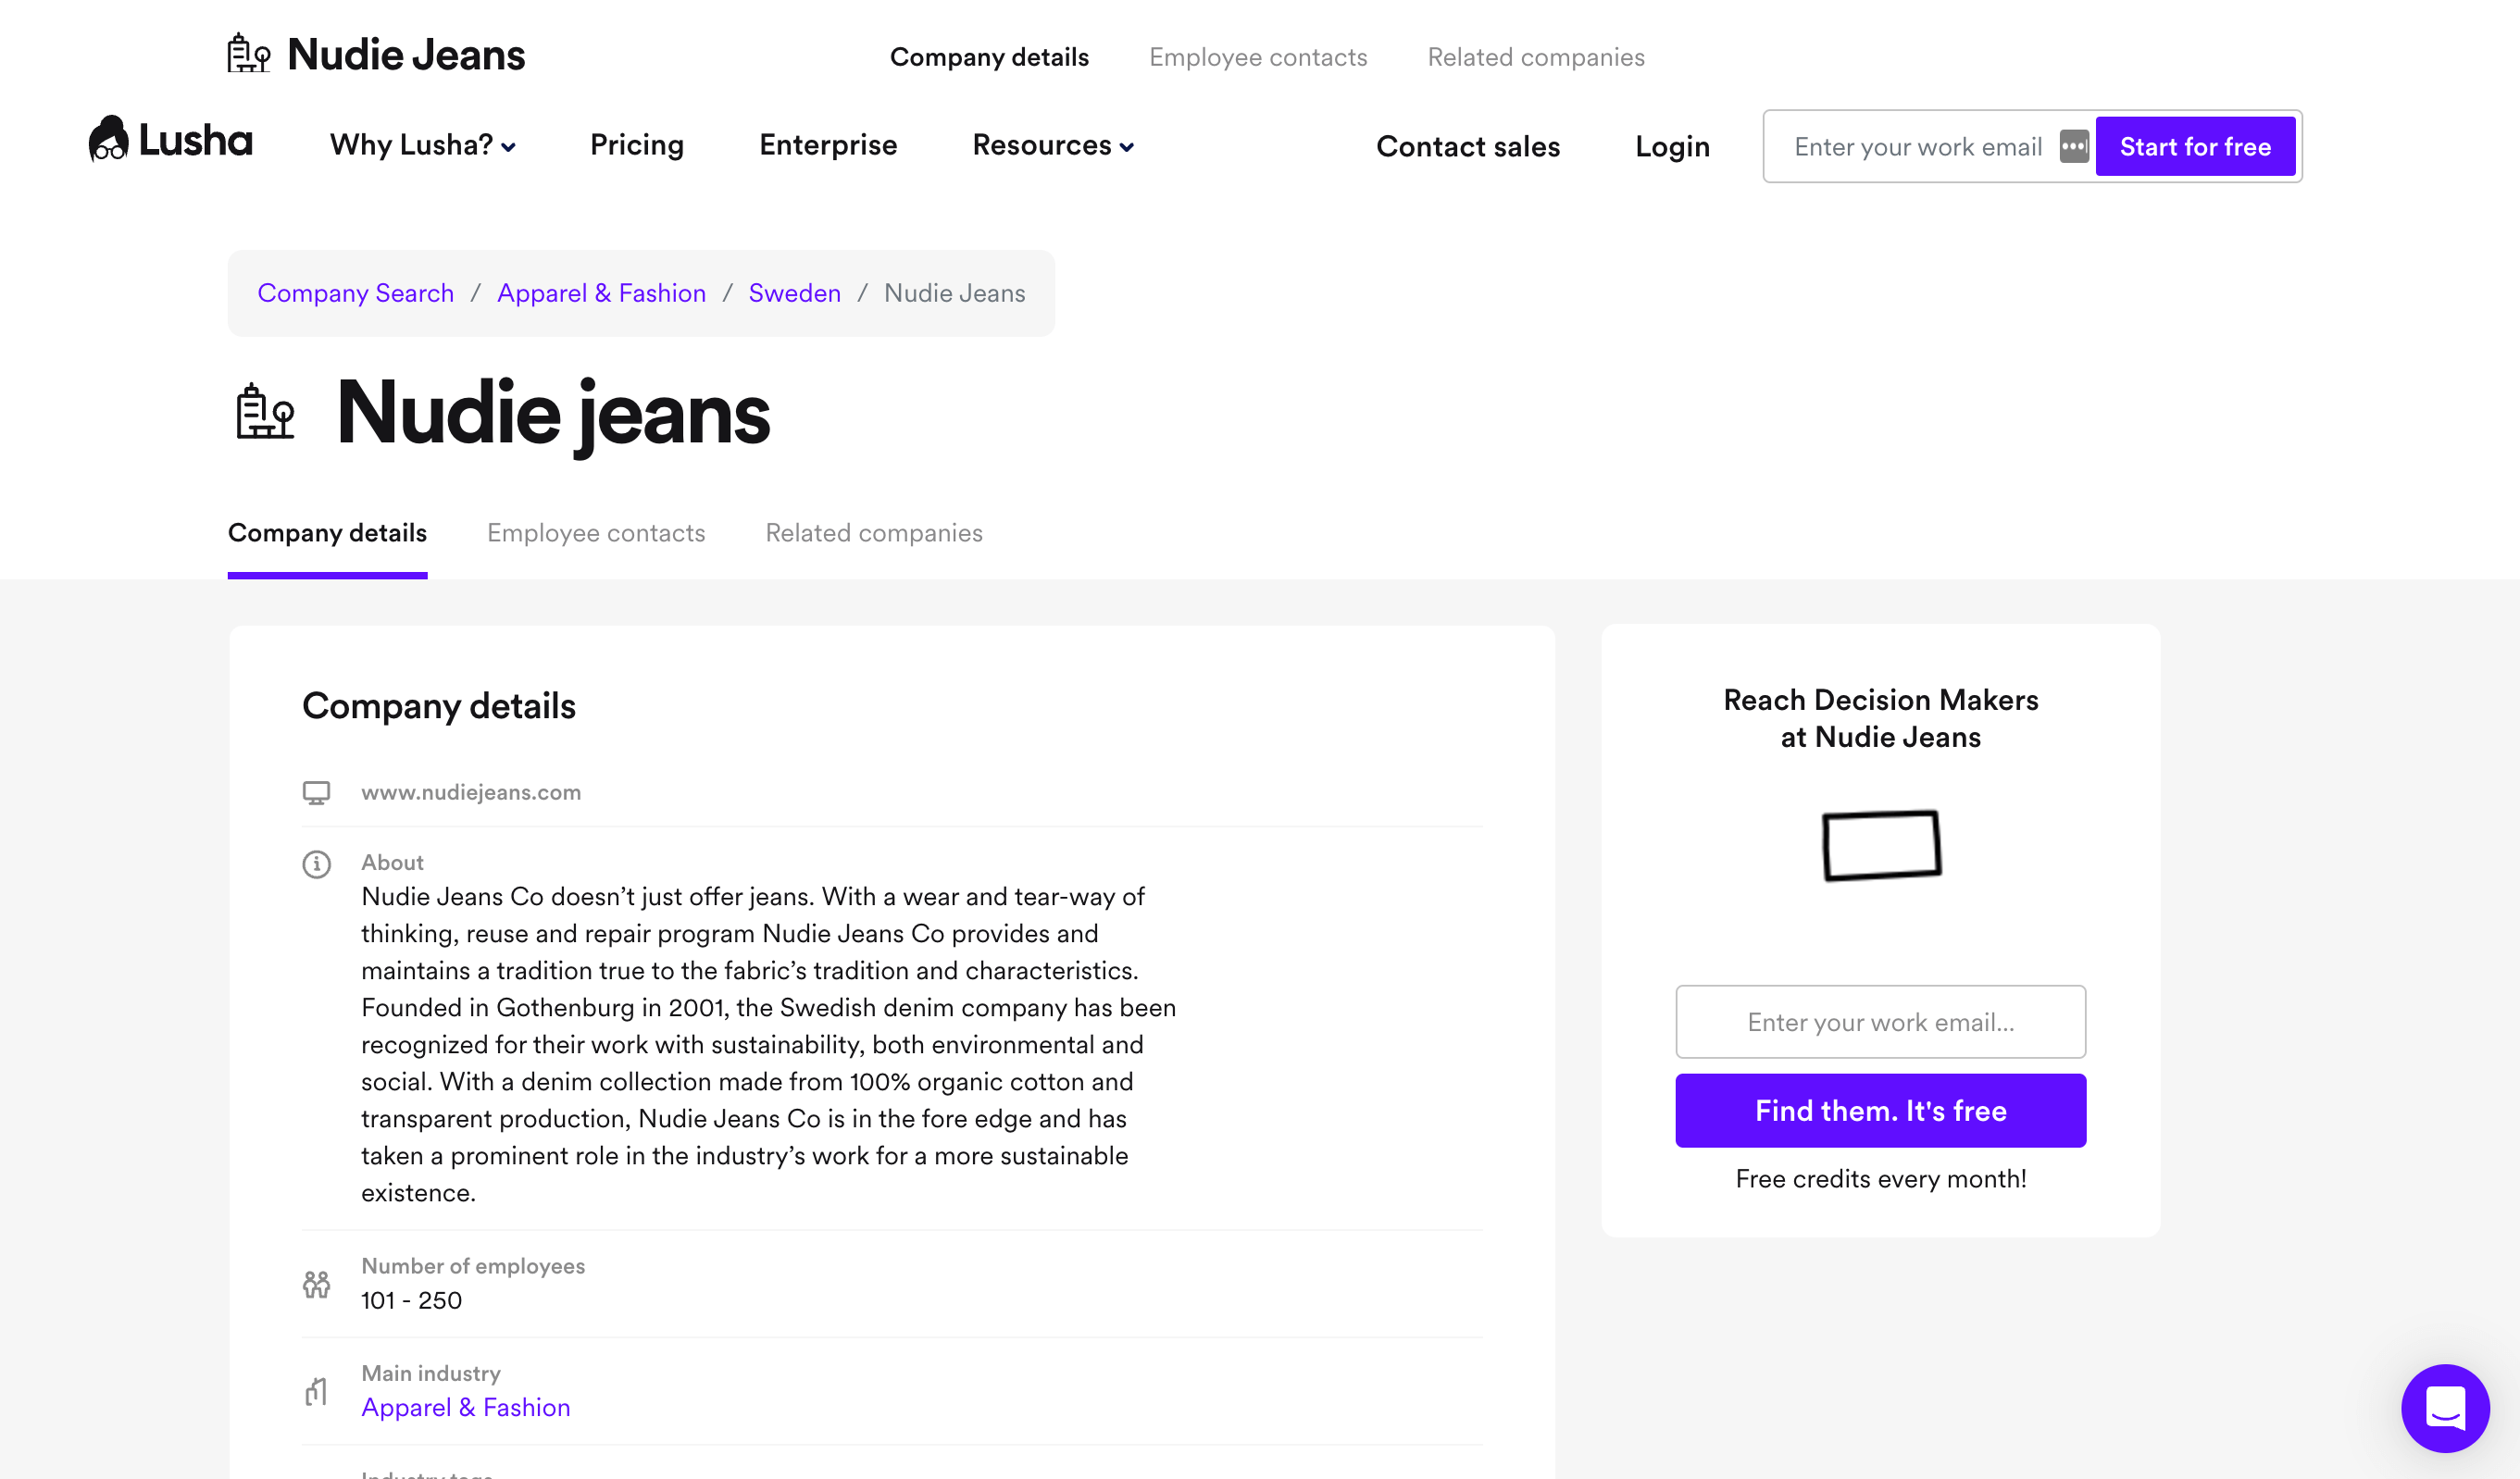 Nudie Jeans
Company details
Employee contacts
Related companies
Lusha
Why Lusha?
Pricing
Enterprise
Resources
Contact sales
Login
Enter your work email
Start for free
Company Search / Apparel & Fashion / Sweden / Nudie Jeans
Nudie jeans
Company details
Employee contacts
Related companies
Company details
www.nudiejeans.com
About
Nudie Jeans Co doesn’t just offer jeans. With a wear and tear-way of
thinking, reuse and repair program Nudie Jeans Co provides and
maintains a tradition true to the fabric’s tradition and characteristics.
Founded in Gothenburg in 2001, the Swedish denim company has been
recognized for their work with sustainability, both environmental and
social. With a denim collection made from 100% organic cotton and
transparent production, Nudie Jeans Co is in the fore edge and has
taken a prominent role in the industry’s work for a more sustainable
existence.
Number of employees
101 - 250
Main industry
Apparel & Fashion
Industry tags
Reach Decision Makers
at Nudie Jeans
Enter your work email...
Find them. It's free
Free credits every month!